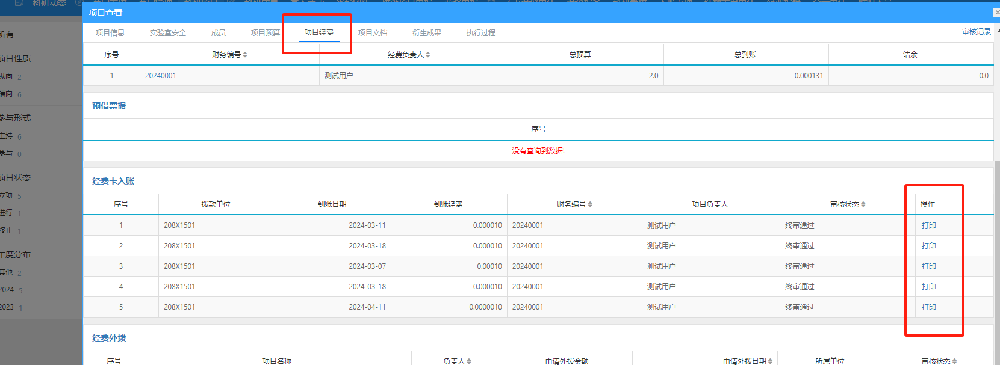 科研动态
项目查看
所有
项目信息 实验室安全 成员 项目预算 项目经费 项目文档 衍生成果 执行过程 审核记录
序号 财务编号 经费负责人 总预算 总到账 结余
1 20240001 测试用户 2.0 0.000131 0.0
项目性质
纵向 2
横向 6
参与形式
主持 6
参与 0
项目状态
立项 5
进行 1
终止 1
年度分布
其他 2
2024 5
2023 1
预借票据
序号
没有查询到数据!
经费卡入账
序号 拨款单位 到账日期 到账经费 财务编号 项目负责人 审核状态 操作
1 208X1501 2024-03-11 0.000010 20240001 测试用户 终审通过 打印
2 208X1501 2024-03-18 0.000010 20240001 测试用户 终审通过 打印
3 208X1501 2024-03-07 0.00010 20240001 测试用户 终审通过 打印
4 208X1501 2024-03-18 0.000010 20240001 测试用户 终审通过 打印
5 208X1501 2024-04-11 0.0000010 20240001 测试用户 终审通过 打印
经费外拨
序号 项目名称 负责人 申请外拨金额 申请外拨日期 所属单位 审核状态